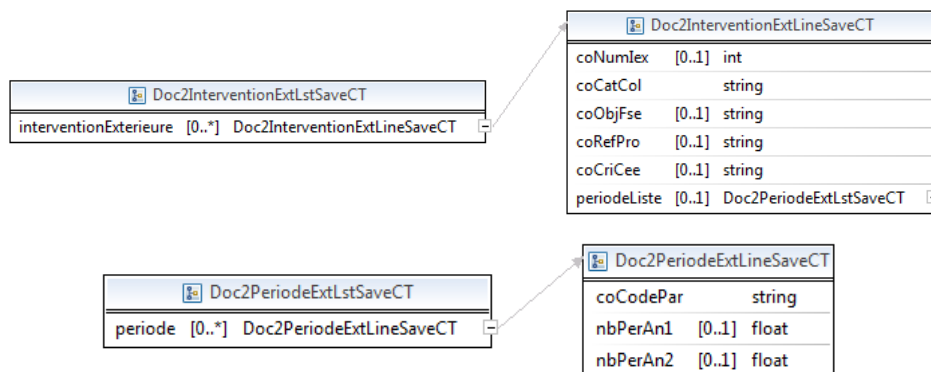 Doc2InterventionExtLineSaveCT
coNumIex [0..1] int
coCatCol string
coObjFse [0..1] string
coRefPro [0..1] string
coCriCee [0..1] string
periodeListe [0..1] Doc2PeriodeExtLstSaveCT
Doc2InterventionExtLstSaveCT
interventionExterieure [0..*] Doc2InterventionExtLineSaveCT
Doc2PeriodeExtLineSaveCT
coCodePar string
nbPerAn1 [0..1] float
nbPerAn2 [0..1] float
Doc2PeriodeExtLstSaveCT
periode [0..*] Doc2PeriodeExtLineSaveCT